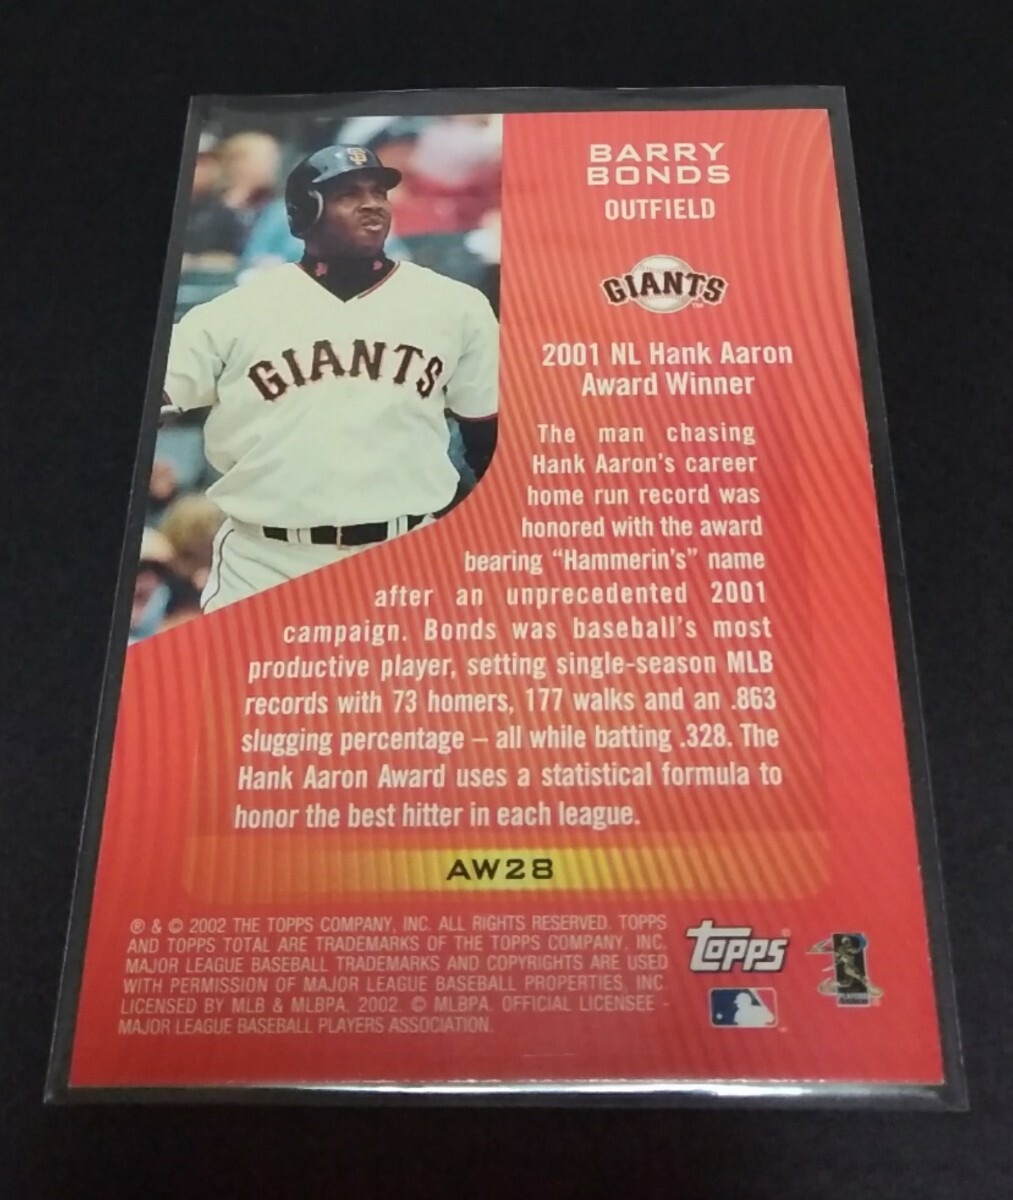 BARRY
BONDS
OUTFIELD
SF
GIANTS
GIANTS
2001 NL Hank Aaron
Award Winner
The man chasing
Hank Aaron's career
home run record was
honored with the award
bearing “Hammerin's” name
after an unprecedented 2001
campaign. Bonds was baseball's most
productive player, setting single-season MLB
records with 73 homers, 177 walks and an .863
slugging percentage – all while batting .328. The
Hank Aaron Award uses a statistical formula to
honor the best hitter in each league.
AW28
® & © 2002 THE TOPPS COMPANY, INC. ALL RIGHTS RESERVED. TOPPS
AND TOPPS TOTAL ARE TRADEMARKS OF THE TOPPS COMPANY, INC.
MAJOR LEAGUE BASEBALL TRADEMARKS AND COPYRIGHTS ARE USED
WITH PERMISSION OF MAJOR LEAGUE BASEBALL PROPERTIES, INC.
LICENSED BY MLB & MLBPA, 2002. © MLBPA. OFFICIAL LICENSEE -
MAJOR LEAGUE BASEBALL PLAYERS ASSOCIATION.
Topps